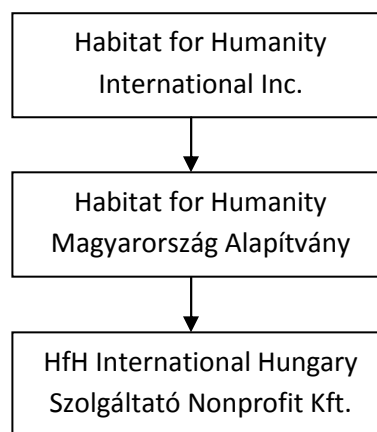 Habitat for Humanity
International Inc.
Habitat for Humanity
Magyarország Alapítvány
HfH International Hungary
Szolgáltató Nonprofit Kft.